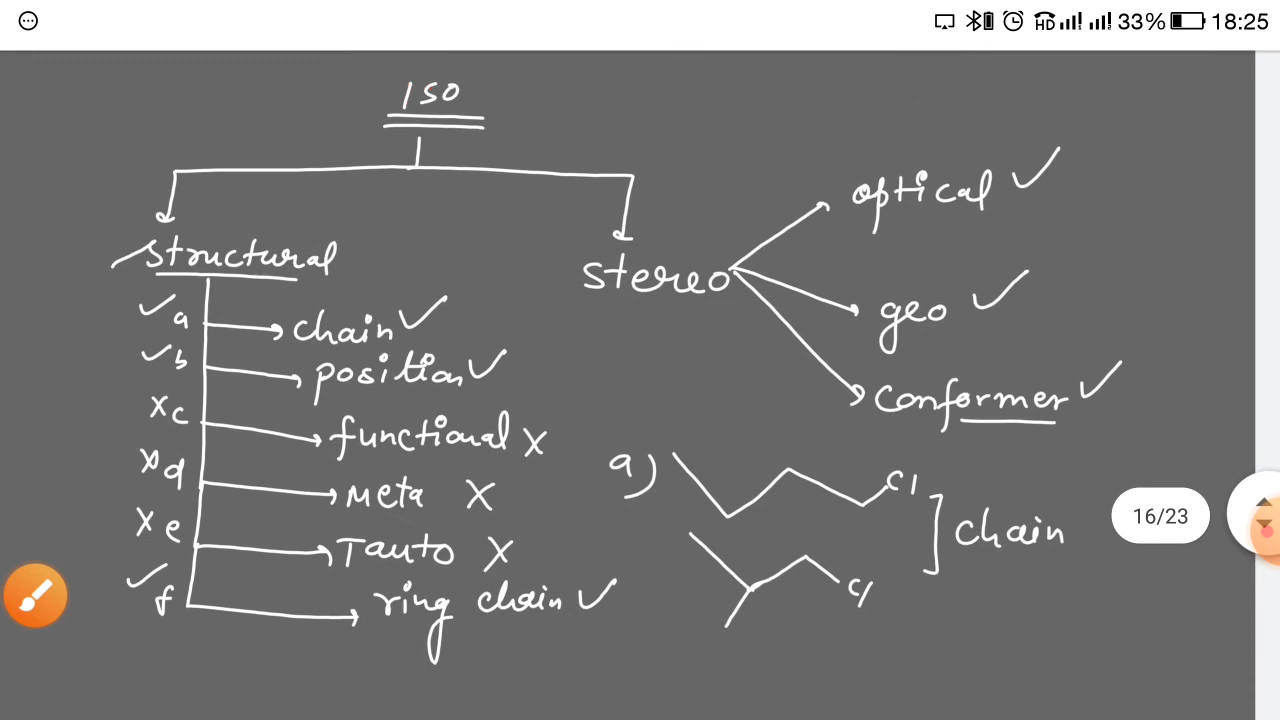 HD 33% 18:25
ISO
structural
a chain ✓
✓ b position ✓
x c functional X
x d Meta X
x e Tauto X
✓ f ring chain ✓
stereo
optical ✓
geo ✓
Conformer ✓
a) Cl
Cl
] chain
16/23